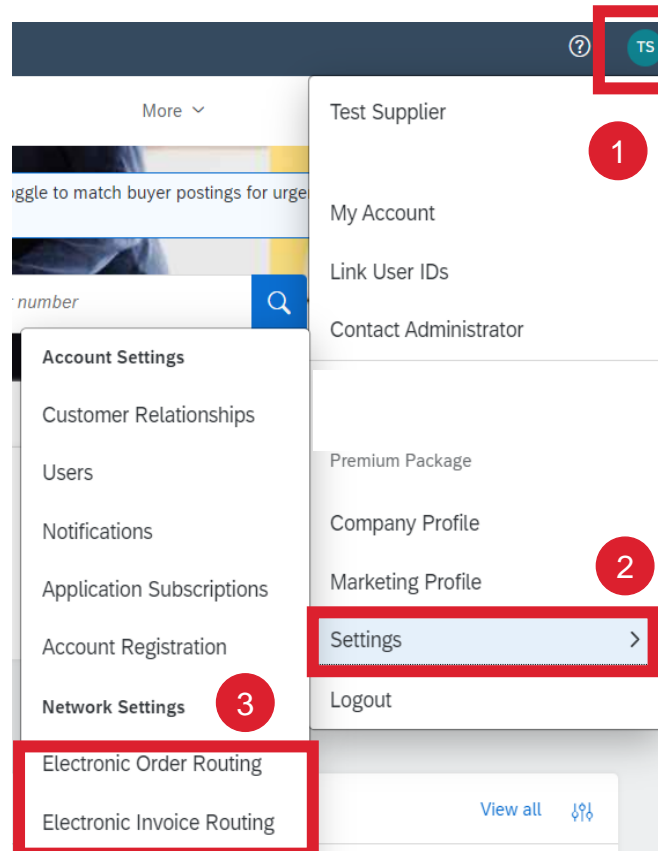 ?
TS
More
Test Supplier
1
ggle to match buyer postings for urge
My Account
Link User IDs
number
Contact Administrator
Account Settings
Customer Relationships
Premium Package
Users
Company Profile
Notifications
2
Application Subscriptions
Marketing Profile
Account Registration
Settings
Network Settings
3
Logout
Electronic Order Routing
View all
Electronic Invoice Routing